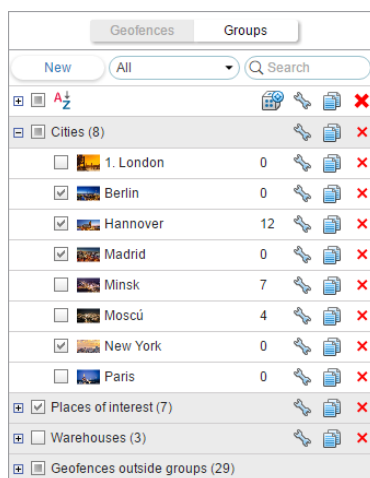 Geofences Groups
New All Search
A Z
Cities (8)
1. London 0
Berlin 0
Hannover 12
Madrid 0
Minsk 7
Moscú 4
New York 0
Paris 0
Places of interest (7)
Warehouses (3)
Geofences outside groups (29)